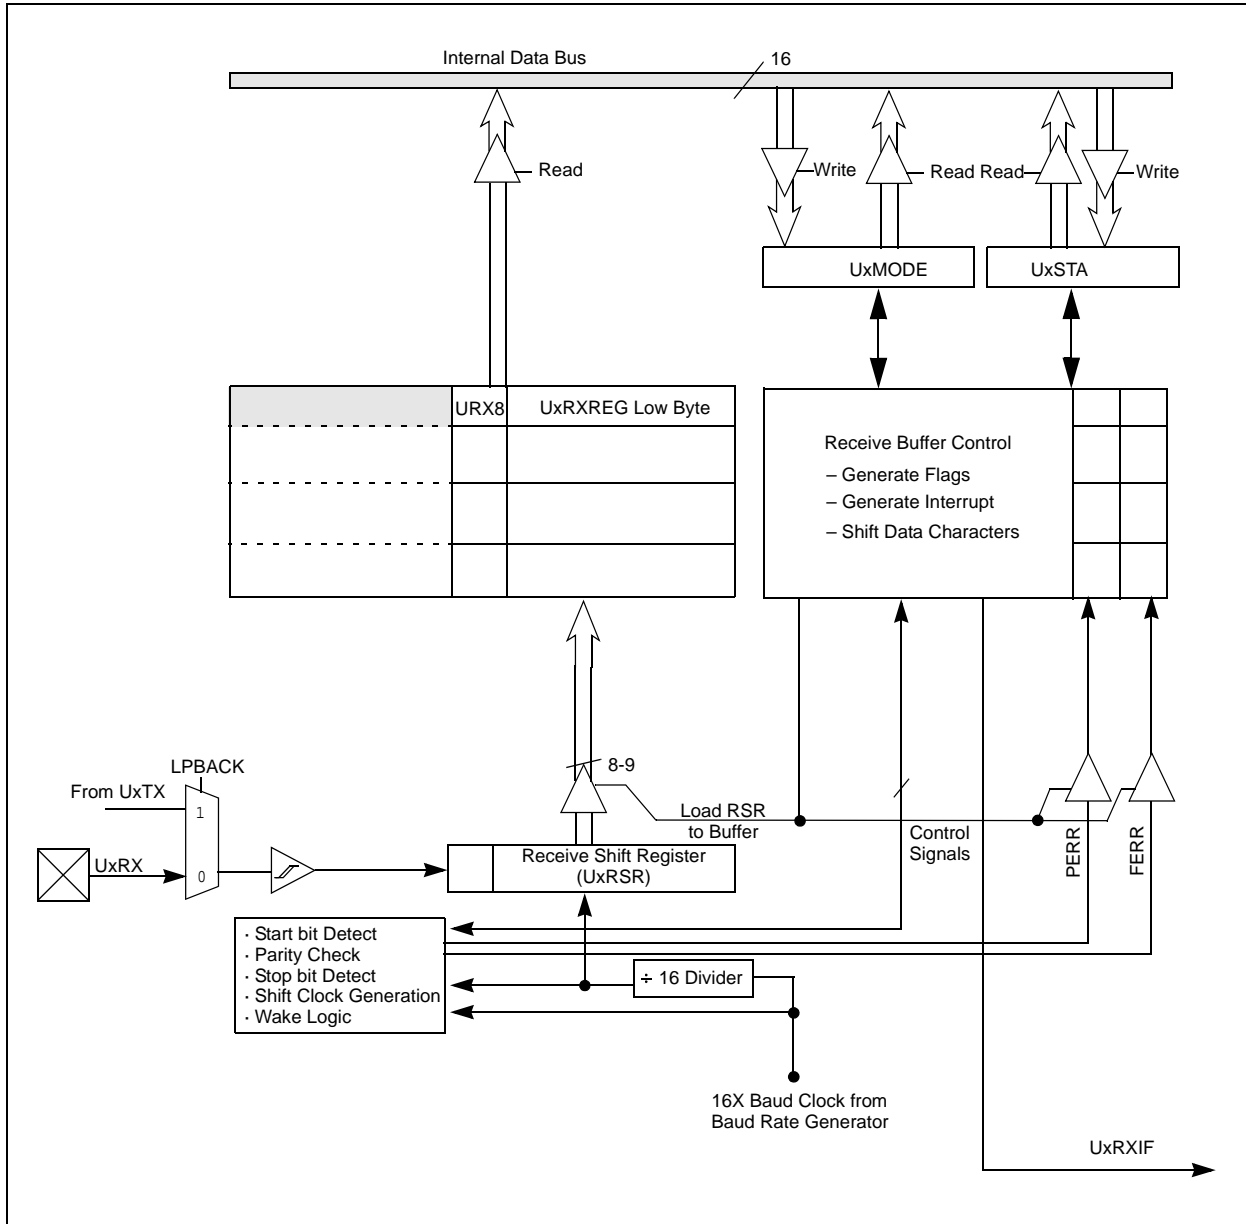 Internal Data Bus
16
Read
Write
Read Read
Write
UxMODE
UxSTA
URX8
UxRXREG Low Byte
Receive Buffer Control
– Generate Flags
– Generate Interrupt
– Shift Data Characters
8-9
LPBACK
From UxTX
1
0
UxRX
Load RSR
to Buffer
Control
Signals
PERR
FERR
Receive Shift Register
(UxRSR)
· Start bit Detect
· Parity Check
· Stop bit Detect
· Shift Clock Generation
· Wake Logic
÷ 16 Divider
16X Baud Clock from
Baud Rate Generator
UxRXIF